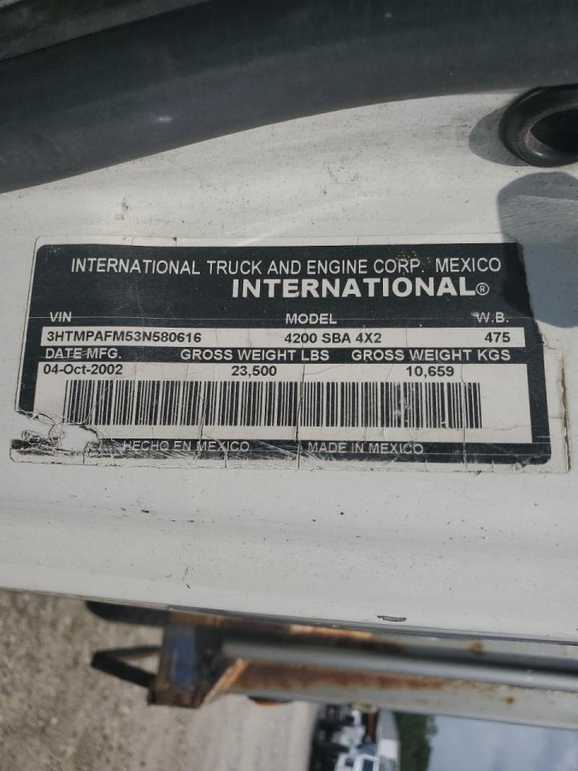 INTERNATIONAL TRUCK AND ENGINE CORP. MEXICO
INTERNATIONAL®
VIN MODEL W.B.
3HTMPAFM53N580616 4200 SBA 4X2 475
DATE MFG. GROSS WEIGHT LBS GROSS WEIGHT KGS
04-Oct-2002 23,500 10,659
HECHO EN MEXICO MADE IN MEXICO